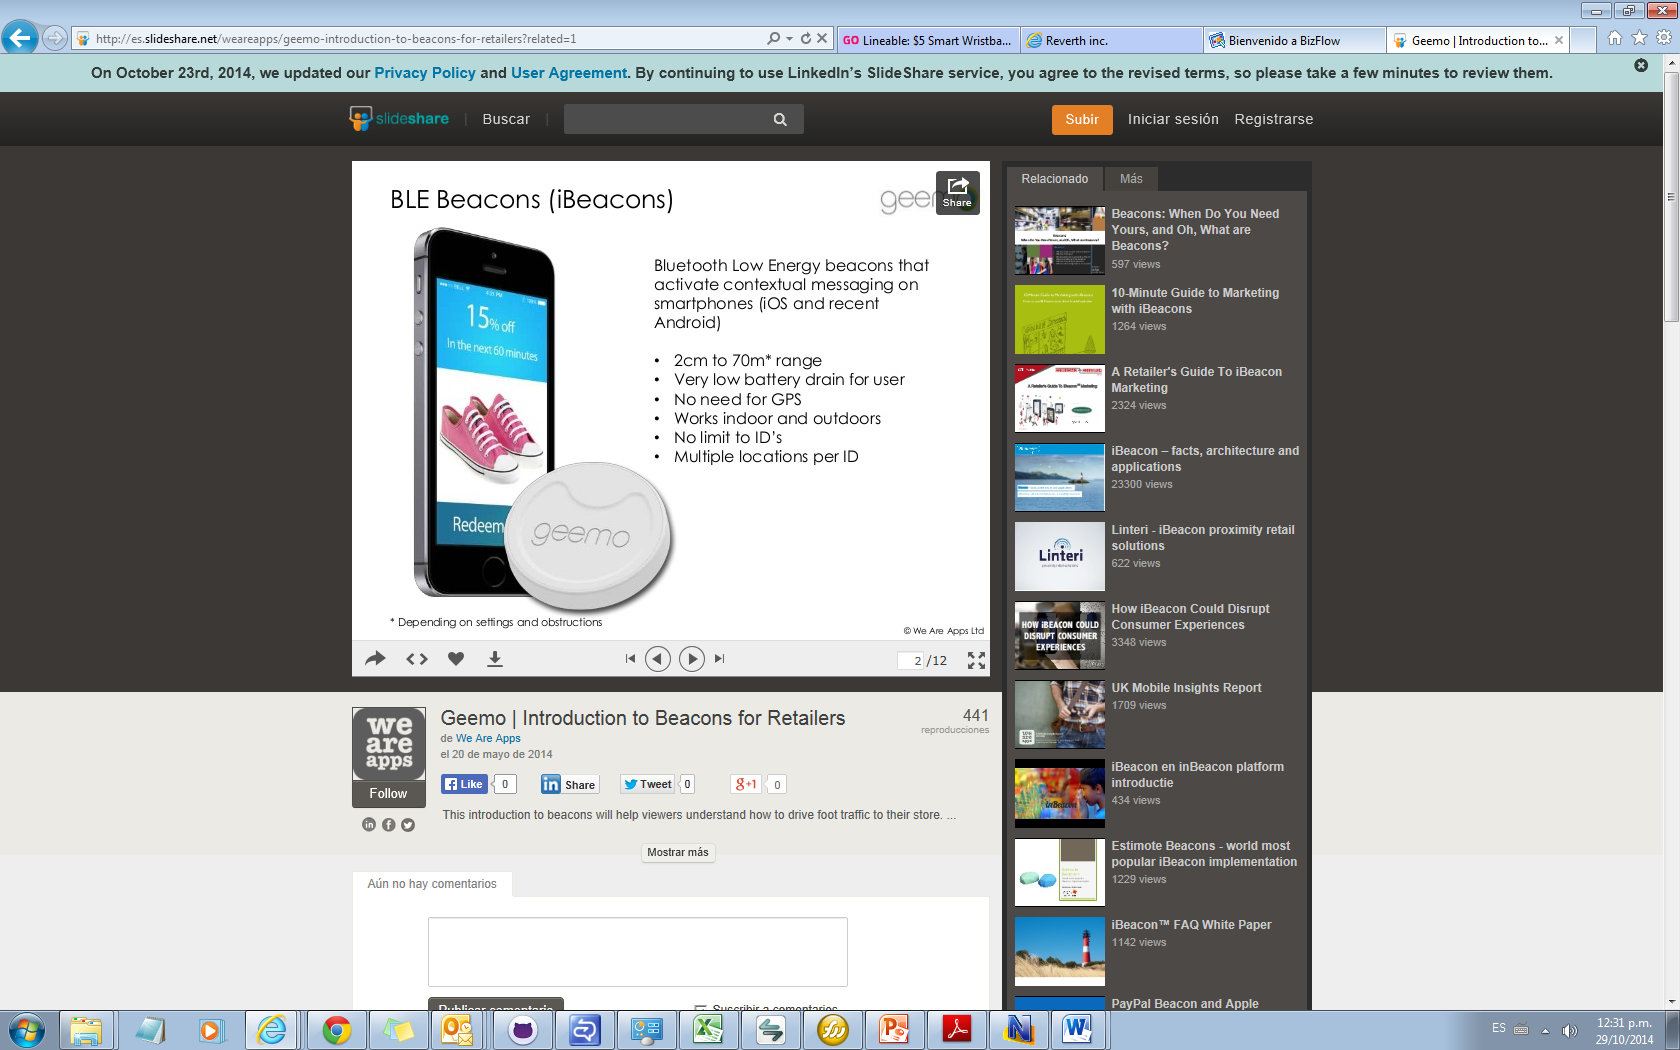 http://es.slideshare.net/weareapps/geemo-introduction-to-beacons-for-retailers?related=1
GO Lineable: $5 Smart Wristba...
Reverth inc.
Bienvenido a BizFlow
Geemo | Introduction to...
On October 23rd, 2014, we updated our Privacy Policy and User Agreement. By continuing to use LinkedIn's SlideShare service, you agree to the revised terms, so please take a few minutes to review them.
slideshare
Buscar
Subir
Iniciar sesión
Registrarse
BLE Beacons (iBeacons)
geemo
Share
4:21 PM
15% off
In the next 60 minutes
Redeem
geemo
Bluetooth Low Energy beacons that
activate contextual messaging on
smartphones (iOS and recent
Android)
• 2cm to 70m* range
• Very low battery drain for user
• No need for GPS
• Works indoor and outdoors
• No limit to ID's
• Multiple locations per ID
* Depending on settings and obstructions
© We Are Apps Ltd
2 /12
we
are
apps
Follow
Geemo | Introduction to Beacons for Retailers
de We Are Apps
el 20 de mayo de 2014
441
reproducciones
Like 0
Share
Tweet 0
g+1 0
This introduction to beacons will help viewers understand how to drive foot traffic to their store. ...
Mostrar más
Aún no hay comentarios
Publicar comentario
Suscribir a comentarios
Relacionado
Más
Beacons: When Do You Need
Yours, and Oh, What are
Beacons?
597 views
10-Minute Guide to Marketing
with iBeacons
1264 views
A Retailer's Guide To iBeacon
Marketing
2324 views
iBeacon – facts, architecture and
applications
23300 views
Linteri
Linteri - iBeacon proximity retail
solutions
622 views
HOW iBEACON COULD
DISRUPT CONSUMER
EXPERIENCES
How iBeacon Could Disrupt
Consumer Experiences
3348 views
UK Mobile Insights Report
1709 views
inBeacon
iBeacon en inBeacon platform
introductie
434 views
Estimote Beacons - world most
popular iBeacon implementation
1229 views
iBeacon™ FAQ White Paper
1142 views
PayPal Beacon and Apple
ES
12:31 p.m.
29/10/2014